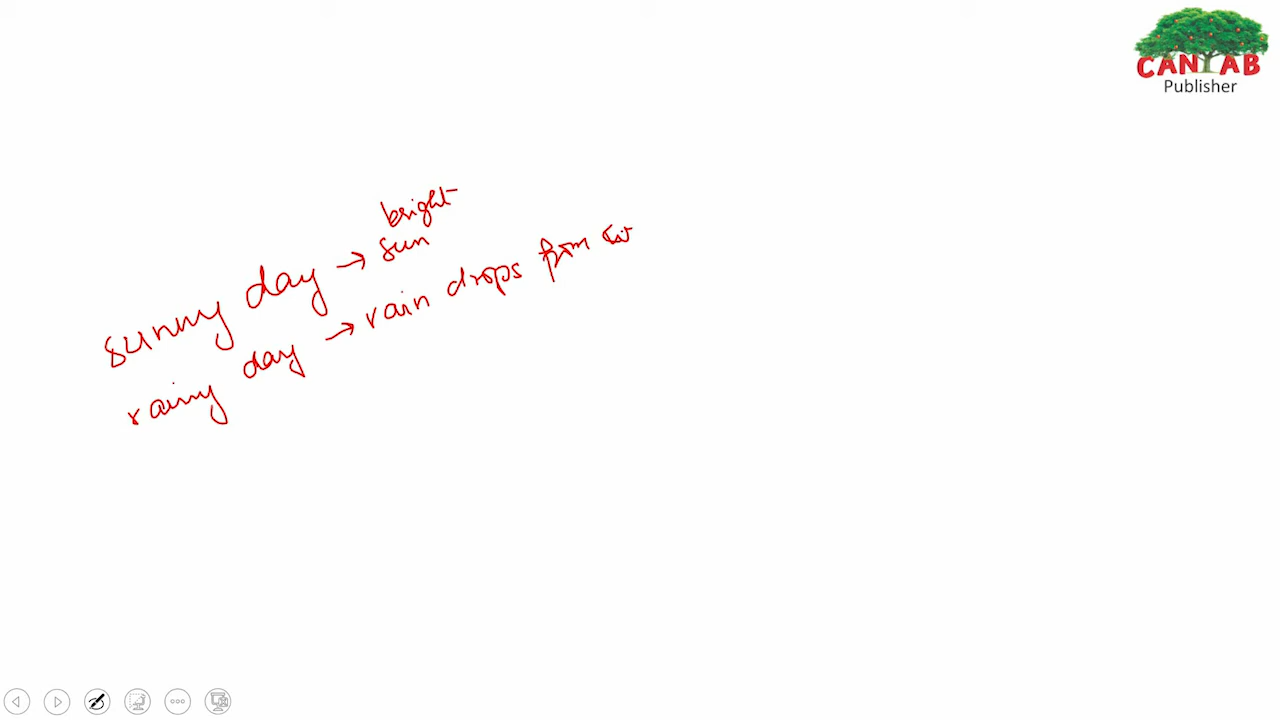 CANTAB
Publisher
bright
sunny day → sun
rainy day → rain drops from